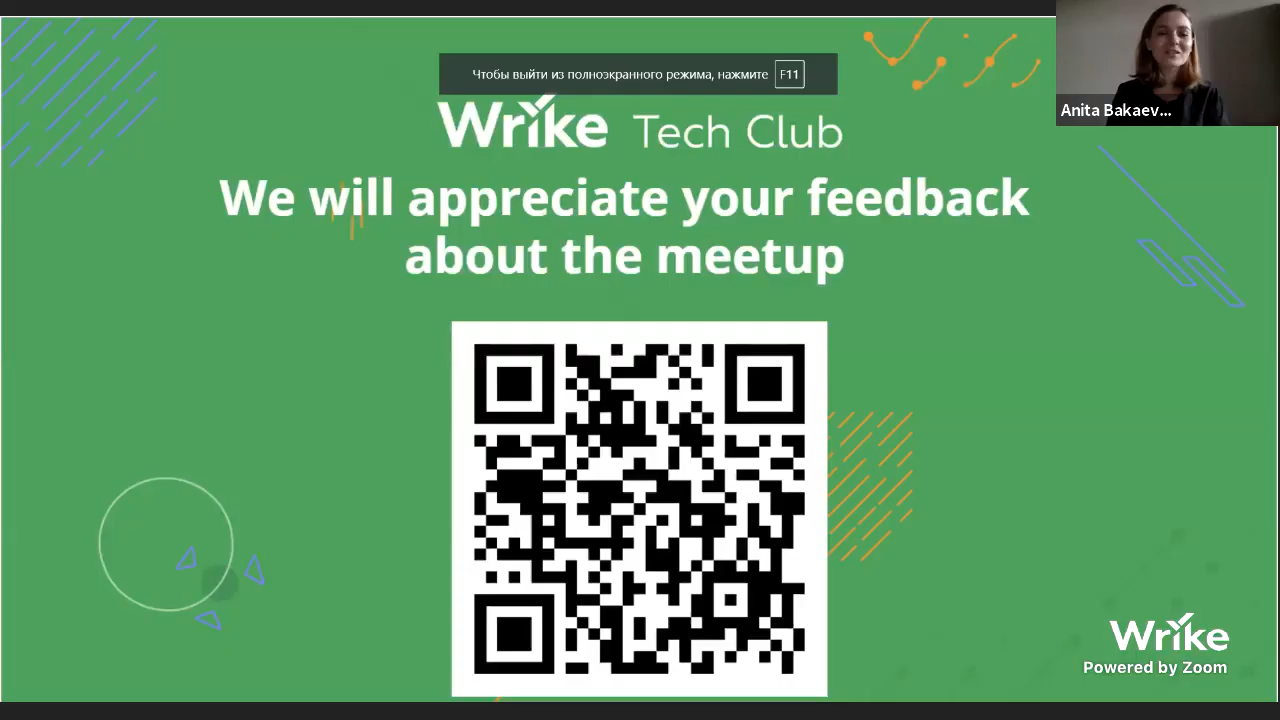 Чтобы выйти из полноэкранного режима, нажмите F11
Anita Bakaev...
Wrike Tech Club
We will appreciate your feedback
about the meetup
Wrike
Powered by Zoom